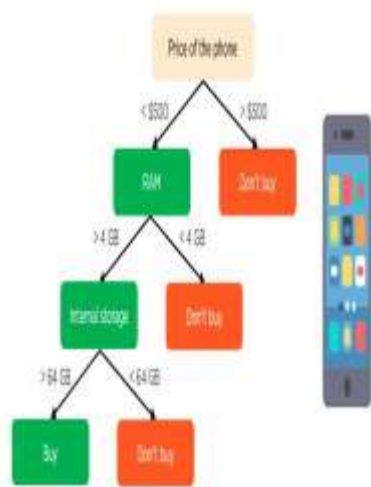 Price of the phone
< $500
> $500
RAM
Don't buy
> 4 GB
< 4 GB
Internal storage
Don't buy
> 64 GB
< 64 GB
Buy
Don't buy